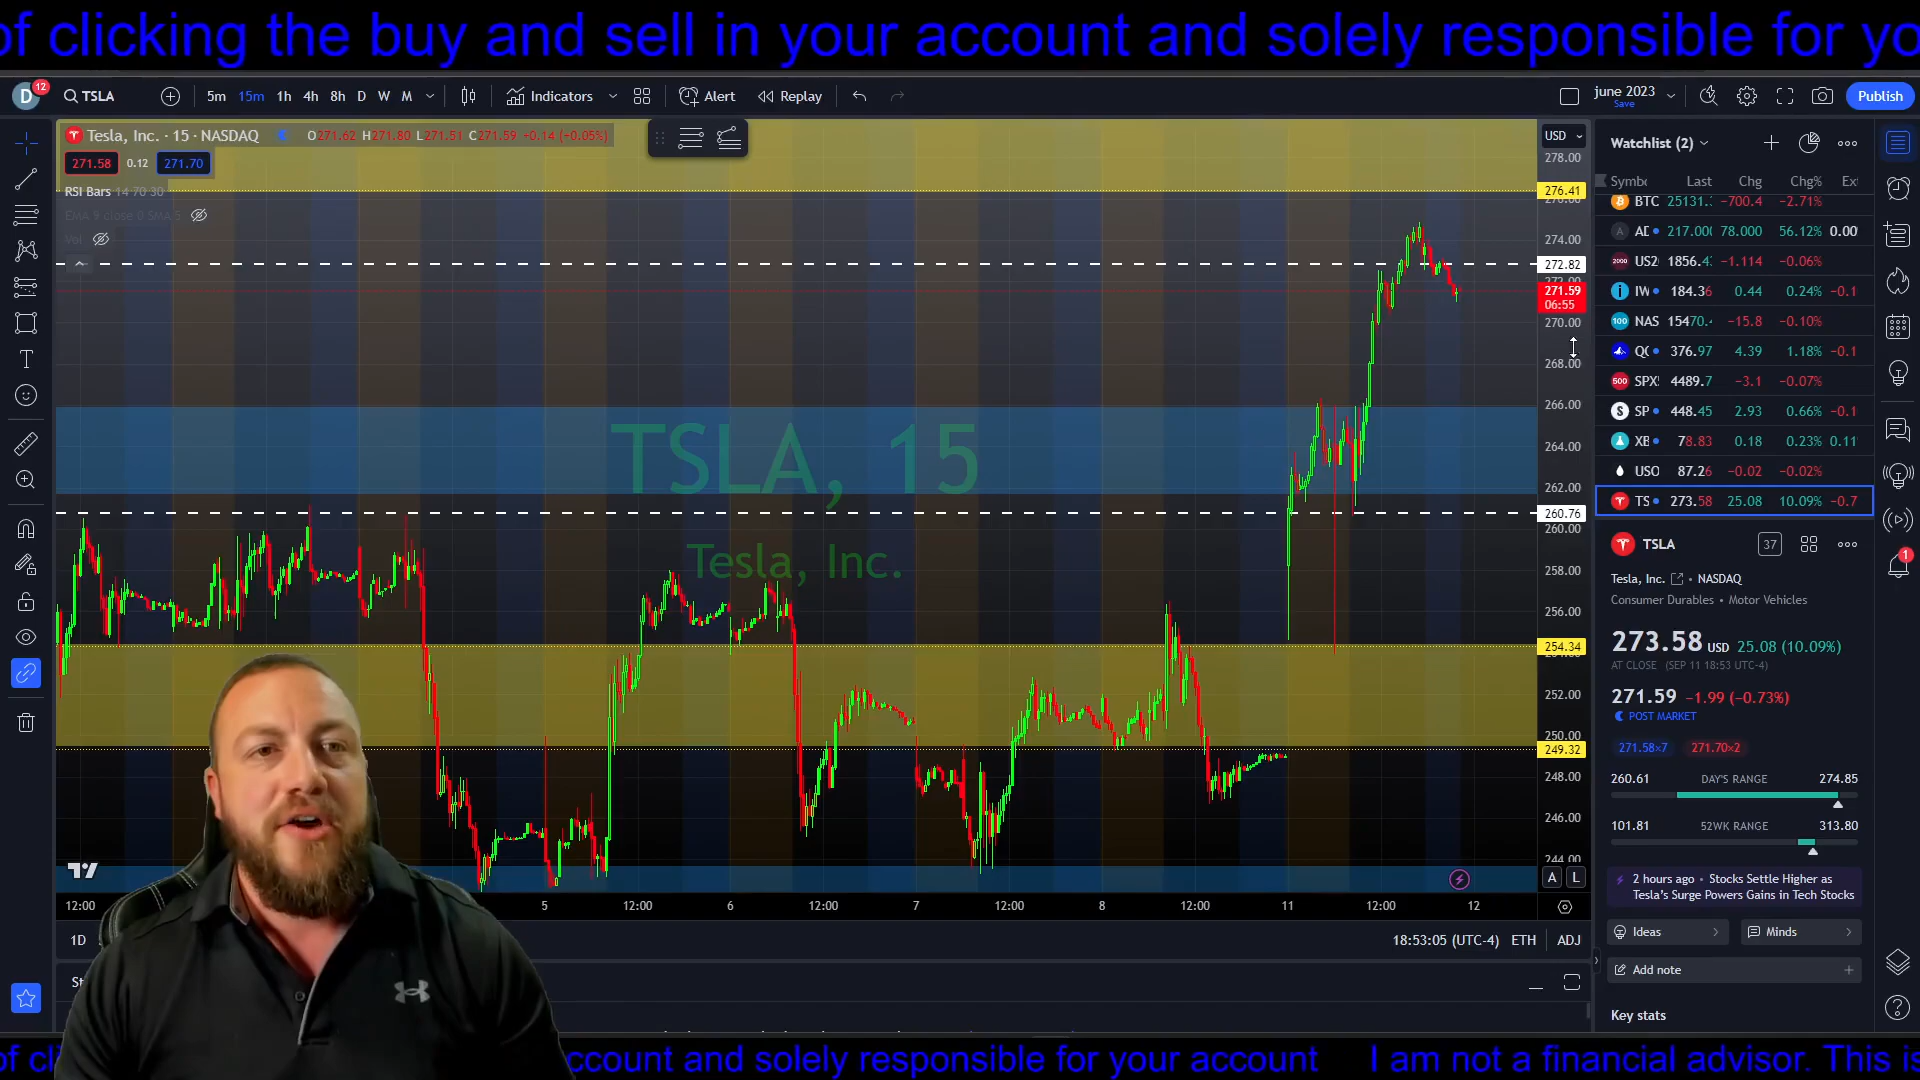 of clicking the buy and sell in your account and solely responsible for yo
D 12 TSLA 5m 15m 1h 4h 8h D W M Indicators Alert Replay june 2023 Save Publish
Tesla, Inc. · 15 · NASDAQ O271.62 H271.80 L271.51 C271.59 +0.14 (+0.05%)
271.58 0.12 271.70
RSI Bars 14 70 30
EMA 9 close 0 SMA 5
Vol
TSLA, 15
Tesla, Inc.
USD
278.00
276.41
276.00
274.00
272.82
272.00
271.59
06:55
270.00
268.00
266.00
264.00
262.00
260.76
260.00
258.00
256.00
254.34
252.00
250.00
249.32
248.00
246.00
244.00
A L
12:00 5 12:00 6 12:00 7 12:00 8 12:00 11 12:00 12
1D 18:53:05 (UTC-4) ETH ADJ
St
Watchlist (2)
Symbo Last Chg Chg% Ex
BTC 25131. −700.4 −2.71%
AD 217.000 78.000 56.12% 0.00
US2 1856.4 −1.114 −0.06%
IW 184.36 0.44 0.24% −0.1
NAS 15470. −15.8 −0.10%
QQ 376.97 4.39 1.18% −0.1
SPX 4489.7 −3.1 −0.07%
SP 448.45 2.93 0.66% −0.1
XB 78.83 0.18 0.23% 0.11
USO 87.26 −0.02 −0.02%
TS 273.58 25.08 10.09% −0.7
TSLA 37
Tesla, Inc. • NASDAQ
Consumer Durables • Motor Vehicles
273.58 USD 25.08 (10.09%)
AT CLOSE (SEP 11 18:53 UTC-4)
271.59 −1.99 (−0.73%)
POST MARKET
271.58×7 271.70×2
260.61 DAY'S RANGE 274.85
101.81 52WK RANGE 313.80
2 hours ago • Stocks Settle Higher as
Tesla's Surge Powers Gains in Tech Stocks
Ideas Minds
Add note
Key stats
1
of cl ccount and solely responsible for your account I am not a financial advisor. This is